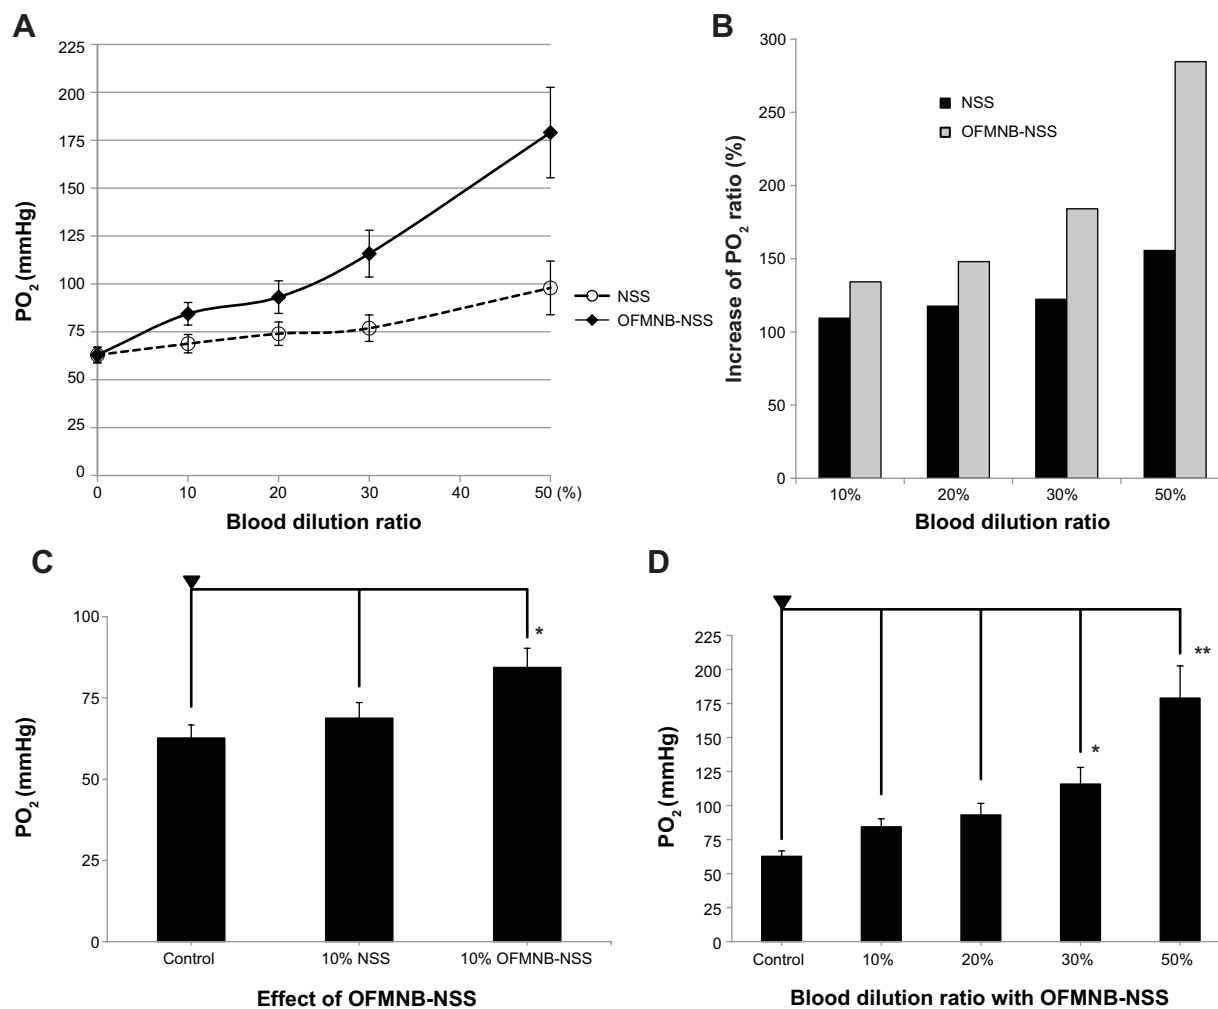 A
225
200
175
150
125
100
75
50
25
0
PO2 (mmHg)
0 10 20 30 40 50 (%)
Blood dilution ratio
NSS
OFMNB-NSS
B
300
250
200
150
100
50
0
Increase of PO2 ratio (%)
NSS
OFMNB-NSS
10% 20% 30% 50%
Blood dilution ratio
C
100
75
50
25
0
PO2 (mmHg)
*
Control 10% NSS 10% OFMNB-NSS
Effect of OFMNB-NSS
D
225
200
175
150
125
100
75
50
25
0
PO2 (mmHg)
*
**
Control 10% 20% 30% 50%
Blood dilution ratio with OFMNB-NSS